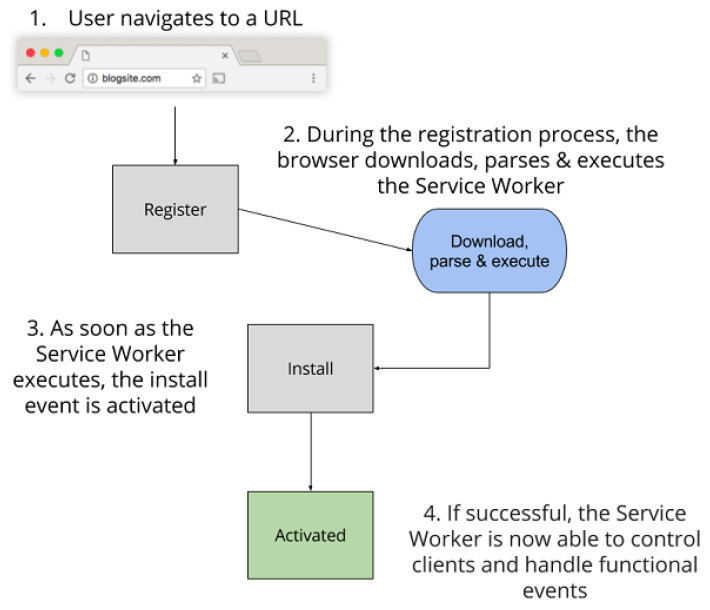 1. User navigates to a URL
blogsite.com
2. During the registration process, the
browser downloads, parses & executes
the Service Worker
Register
Download,
parse & execute
3. As soon as the
Service Worker
executes, the install
event is activated
Install
Activated
4. If successful, the Service
Worker is now able to control
clients and handle functional
events